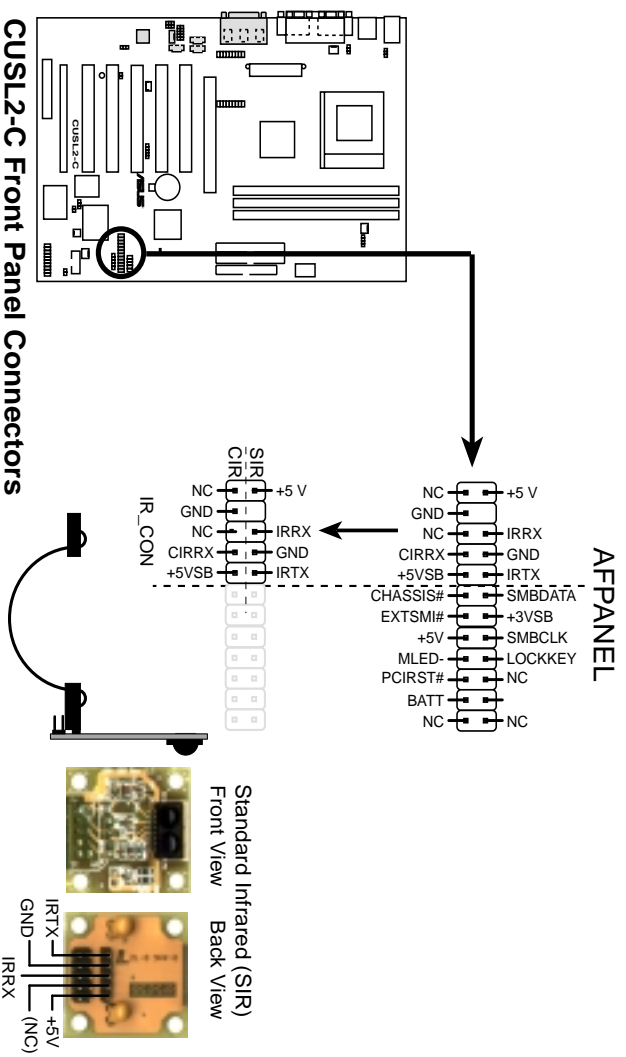 CUSL2-C
ASUS
CUSL2-C Front Panel Connectors
AFPANEL
NC
+5 V
GND
NC
IRRX
CIRRX
GND
+5VSB
IRTX
CHASSIS#
SMBDATA
EXTSMI#
+3VSB
+5V
SMBCLK
MLED-
LOCKKEY
PCIRST#
NC
BATT
NC
NC
IR_CON
SIR
CIR
NC
+5 V
GND
NC
IRRX
CIRRX
GND
+5VSB
IRTX
Standard Infrared (SIR)
Front View
Back View
IRTX
GND
IRRX
+5V
(NC)